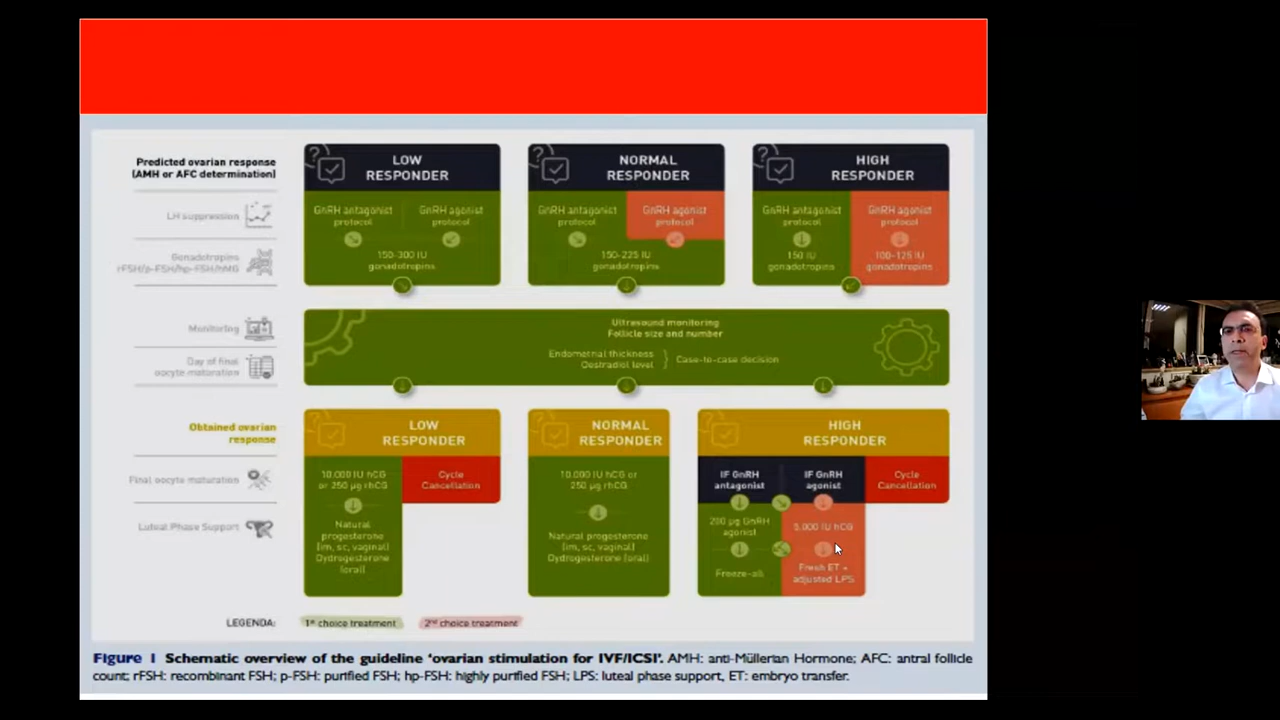 Predicted ovarian response
(AMH or AFC determination)
LOW
RESPONDER
NORMAL
RESPONDER
HIGH
RESPONDER
LH suppression
GnRH antagonist
protocol
GnRH agonist
protocol
GnRH antagonist
protocol
GnRH agonist
protocol
GnRH antagonist
protocol
GnRH agonist
protocol
Gonadotropins
rFSH/p-FSH/hp-FSH/hMG
150-300 IU
gonadotropins
150-225 IU
gonadotropins
150 IU
gonadotropins
100-125 IU
gonadotropins
Monitoring
Ultrasound monitoring
Follicle size and number
Day of final
oocyte maturation
Endometrial thickness
Oestradiol level
Case-to-case decision
Obtained ovarian
response
LOW
RESPONDER
NORMAL
RESPONDER
HIGH
RESPONDER
Final oocyte maturation
10.000 IU hCG
or 250 µg rhCG
Cycle
Cancellation
10.000 IU hCG or
250 µg rhCG
IF GnRH
antagonist
IF GnRH
agonist
Cycle
Cancellation
Luteal Phase Support
Natural
progesterone
(im, sc, vaginal)
Dydrogesterone
(oral)
Natural progesterone
(im, sc, vaginal)
Dydrogesterone (oral)
200 µg GnRH
agonist
Freeze-all
5.000 IU hCG
Fresh ET +
adjusted LPS
LEGENDA:
1st choice treatment
2nd choice treatment
Figure 1 Schematic overview of the guideline ‘ovarian stimulation for IVF/ICSI’. AMH: anti-Müllerian Hormone; AFC: antral follicle
count; rFSH: recombinant FSH; p-FSH: purified FSH; hp-FSH: highly purified FSH; LPS: luteal phase support, ET: embryo transfer.